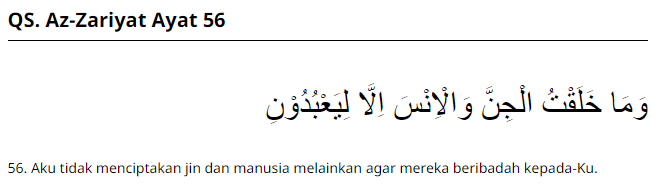 QS. Az-Zariyat Ayat 56
وَمَا خَلَقْتُ الْجِنَّ وَالْاِنْسَ اِلَّا لِيَعْبُدُوْنِ
56. Aku tidak menciptakan jin dan manusia melainkan agar mereka beribadah kepada-Ku.